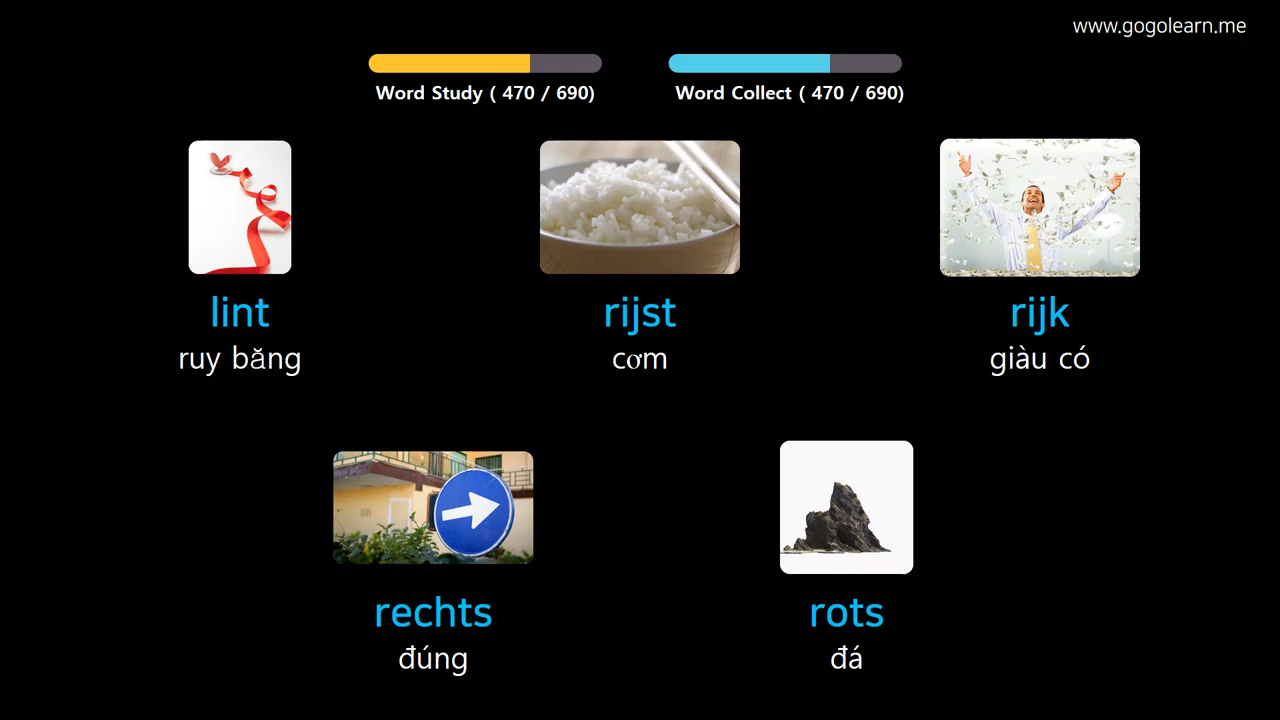 www.gogolearn.me
Word Study ( 470 / 690)
Word Collect ( 470 / 690)
lint
ruy băng
rijst
cơm
rijk
giàu có
rechts
đúng
rots
đá